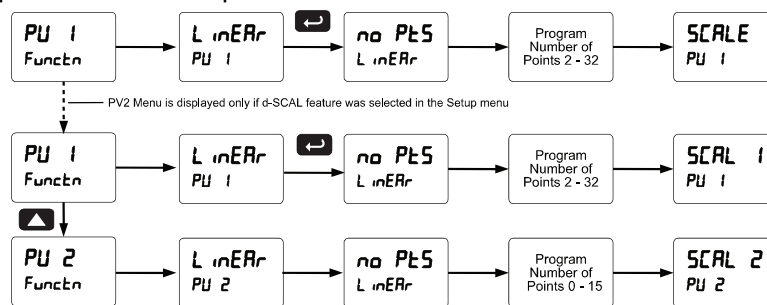 PV 1
Functn
LinEAr
PV 1
no PtS
LinEAr
Program
Number of
Points 2 - 32
SCALE
PV 1
PV2 Menu is displayed only if d-SCAL feature was selected in the Setup menu
PV 1
Functn
LinEAr
PV 1
no PtS
LinEAr
Program
Number of
Points 2 - 32
SCAL 1
PV 1
PV 2
Functn
LinEAr
PV 2
no PtS
LinEAr
Program
Number of
Points 0 - 15
SCAL 2
PV 2